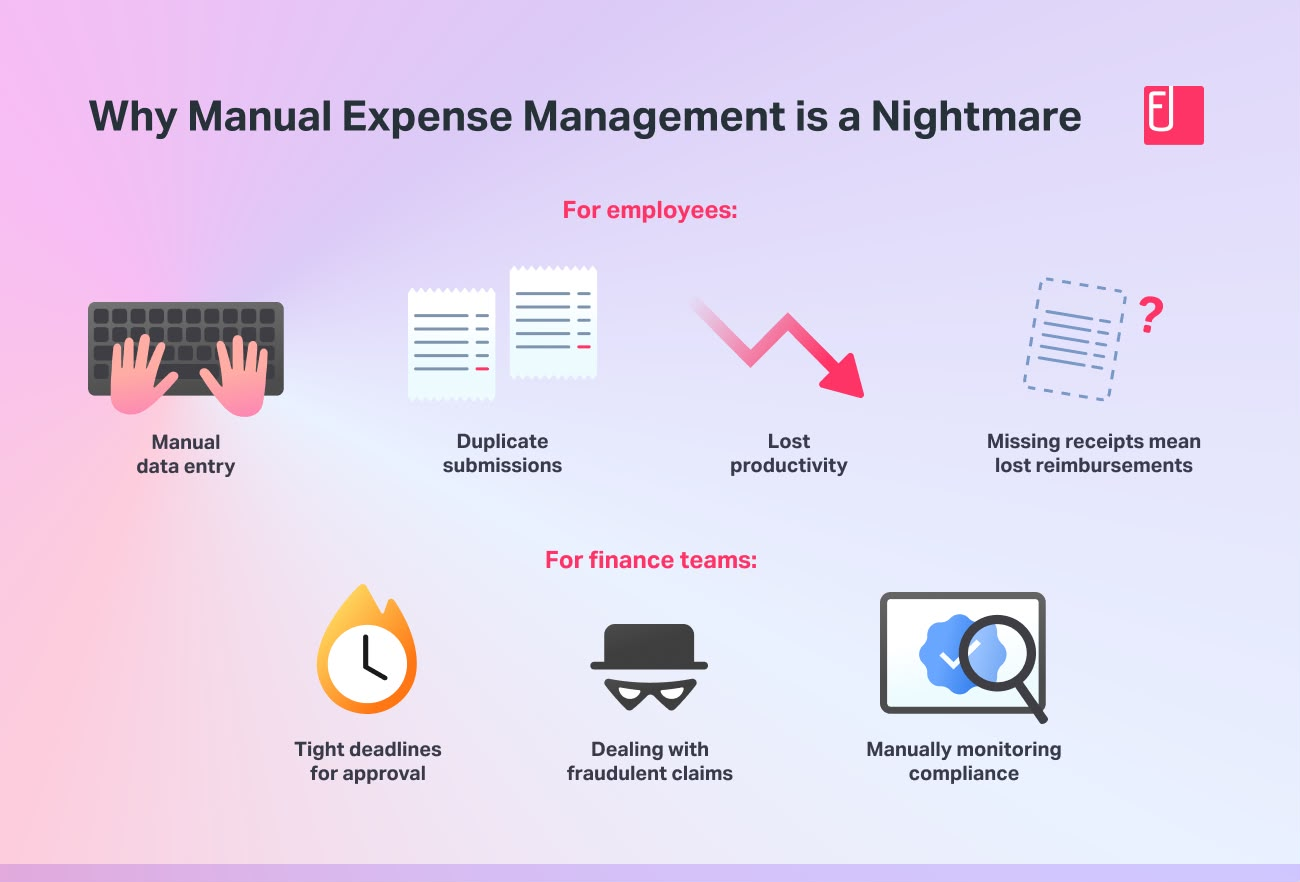 Why Manual Expense Management is a Nightmare
For employees:
Manual
data entry
Duplicate
submissions
Lost
productivity
?
Missing receipts mean
lost reimbursements
For finance teams:
Tight deadlines
for approval
Dealing with
fraudulent claims
Manually monitoring
compliance